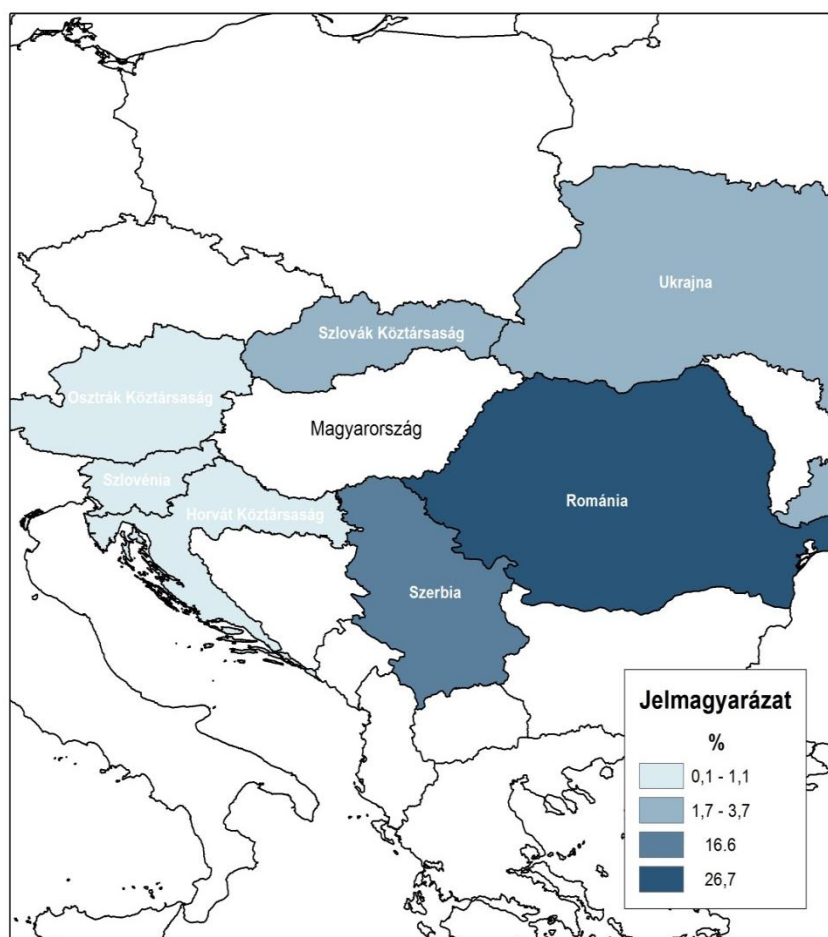 Ukrajna
Szlovák Köztársaság
Osztrák Köztársaság
Magyarország
Szlovénia
Románia
Horvát Köztársaság
Szerbia
Jelmagyarázat
%
0,1 - 1,1
1,7 - 3,7
16.6
26,7